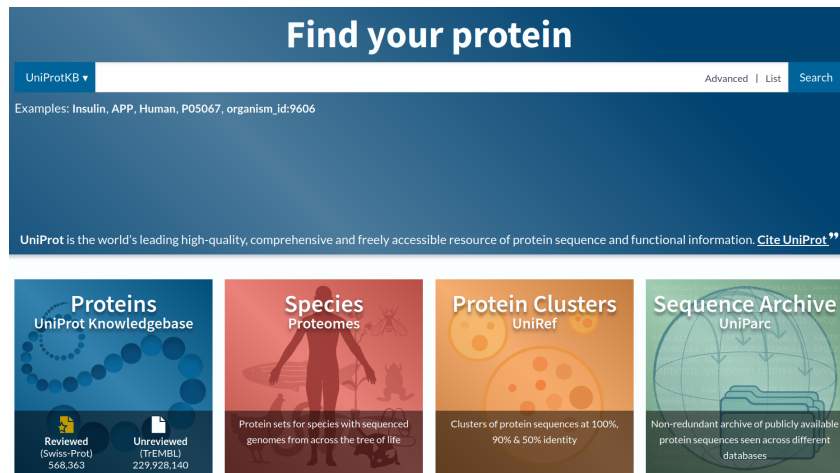 Find your protein
UniProtKB ▾
Advanced | List
Search
Examples: Insulin, APP, Human, P05067, organism_id:9606
UniProt is the world's leading high-quality, comprehensive and freely accessible resource of protein sequence and functional information. Cite UniProt ”
Proteins
UniProt Knowledgebase
Reviewed
(Swiss-Prot)
568,363
Unreviewed
(TrEMBL)
229,928,140
Species
Proteomes
Protein sets for species with sequenced
genomes from across the tree of life
Protein Clusters
UniRef
Clusters of protein sequences at 100%,
90% & 50% identity
Sequence Archive
UniParc
Non-redundant archive of publicly available
protein sequences seen across different
databases